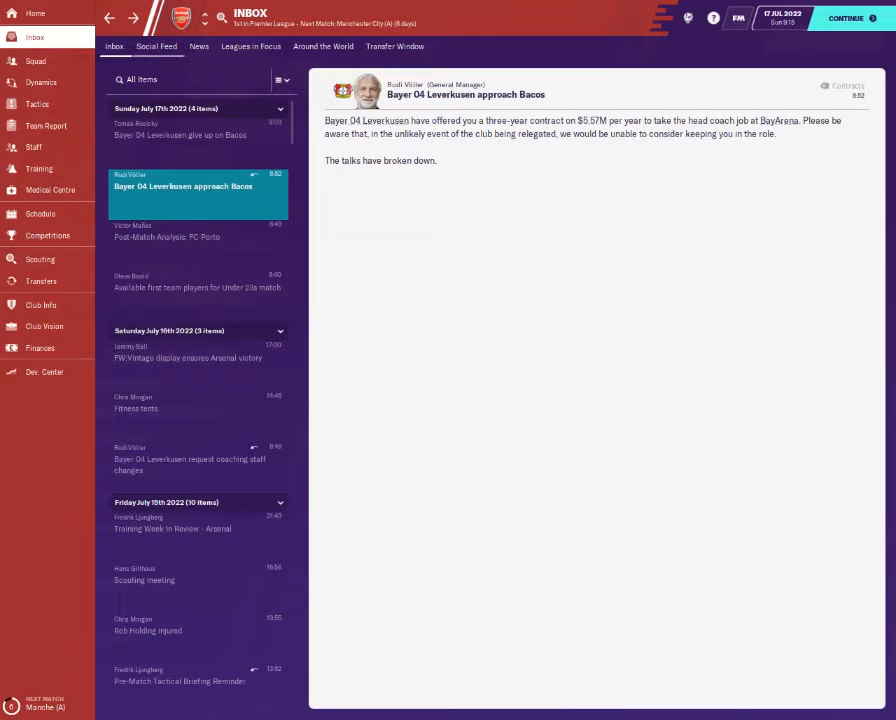 Home
INBOX
1st in Premier League - Next Match: Manchester City (A) (6 days)
FM
17 JUL 2022
Sun 9:15
CONTINUE
Inbox
Squad
Dynamics
Tactics
Team Report
Staff
Training
Medical Centre
Schedule
Competitions
Scouting
Transfers
Club Info
Club Vision
Finances
Dev. Center
NEXT MATCH
6
Manche (A)
Inbox Social Feed News Leagues in Focus Around the World Transfer Window
All Items
Sunday July 17th 2022 (4 items)
Tomas Rosicky 9:03
Bayer 04 Leverkusen give up on Bacos
Rudi Völler 8:52
Bayer 04 Leverkusen approach Bacos
Víctor Mañas 8:49
Post-Match Analysis: FC Porto
Steve Bould 8:40
Available first team players for Under 23s match
Saturday July 16th 2022 (3 items)
Jeremy Ball 17:00
FW:Vintage display ensures Arsenal victory
Chris Morgan 14:46
Fitness tests
Rudi Völler 8:49
Bayer 04 Leverkusen request coaching staff
changes
Friday July 15th 2022 (10 items)
Fredrik Ljungberg 21:43
Training Week In Review - Arsenal
Hans Gillhaus 16:56
Scouting meeting
Chris Morgan 15:55
Rob Holding injured
Fredrik Ljungberg 13:52
Pre-Match Tactical Briefing Reminder
Rudi Völler (General Manager)
Bayer 04 Leverkusen approach Bacos
Contracts
8:52
Bayer 04 Leverkusen have offered you a three-year contract on $5.57M per year to take the head coach job at BayArena. Please be
aware that, in the unlikely event of the club being relegated, we would be unable to consider keeping you in the role.
The talks have broken down.